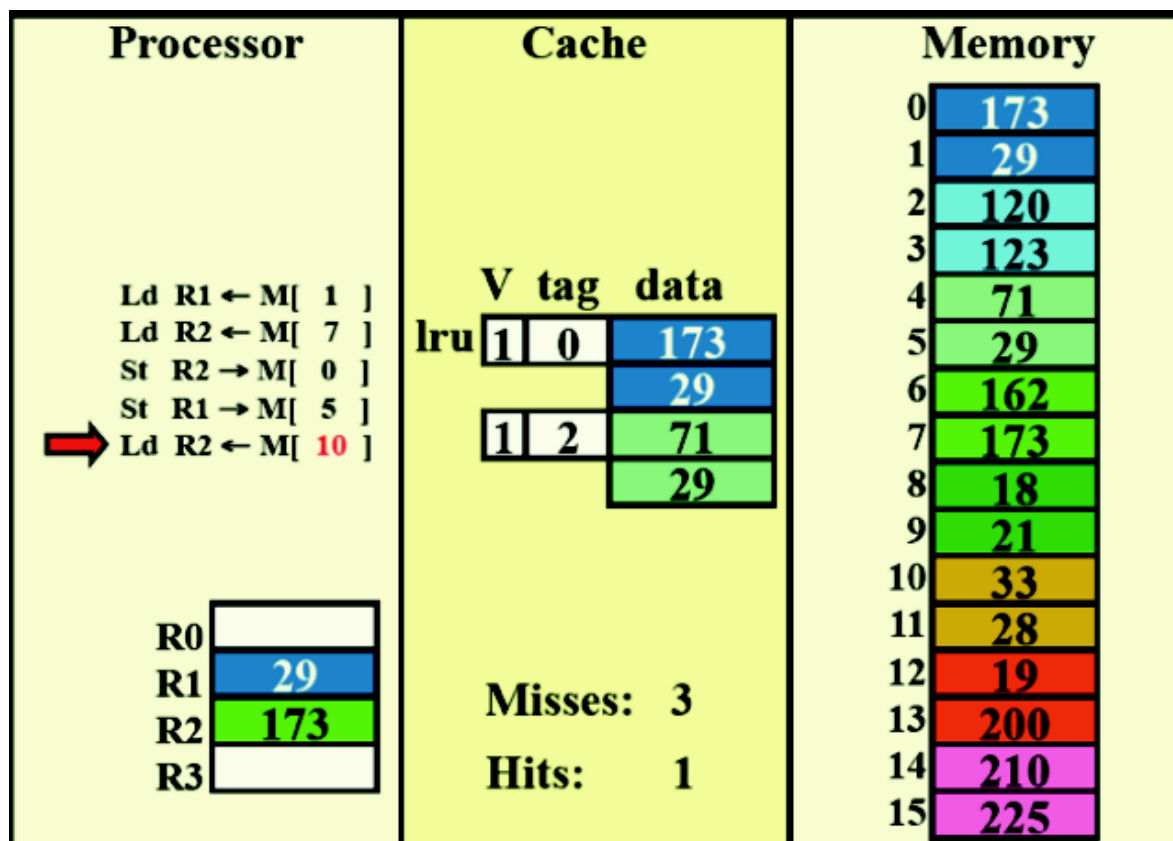 Processor
Ld R1 ← M[ 1 ]
Ld R2 ← M[ 7 ]
St R2 → M[ 0 ]
St R1 → M[ 5 ]
Ld R2 ← M[ 10 ]
R0
R1 29
R2 173
R3
Cache
V tag data
lru 1 0 173
29
1 2 71
29
Misses: 3
Hits: 1
Memory
0 173
1 29
2 120
3 123
4 71
5 29
6 162
7 173
8 18
9 21
10 33
11 28
12 19
13 200
14 210
15 225